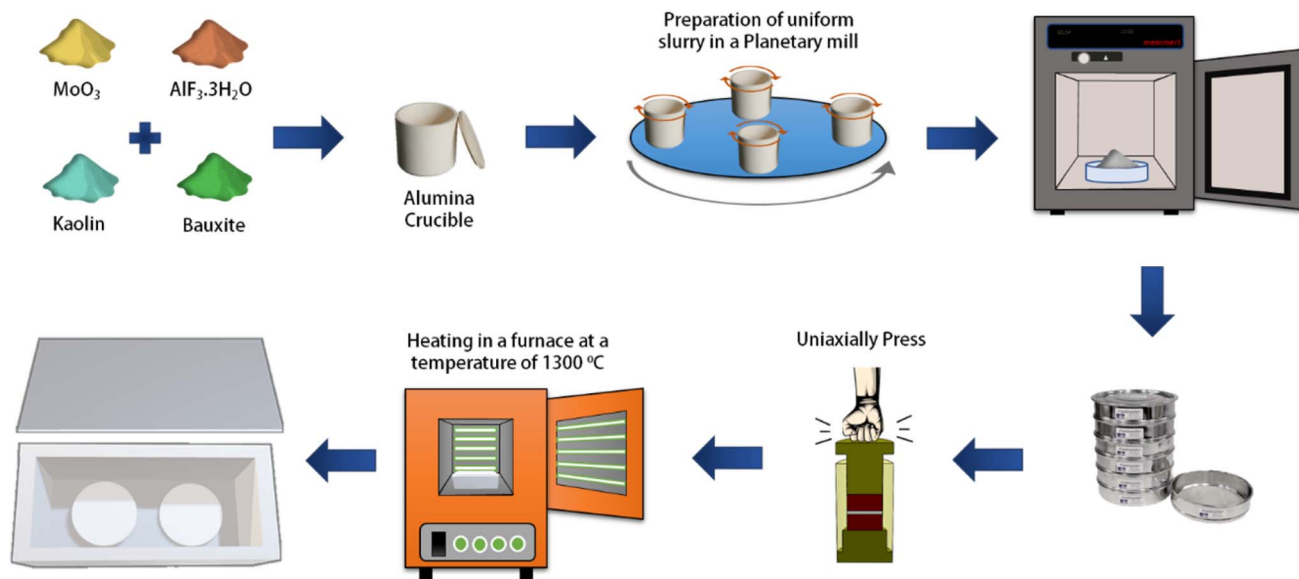 Preparation of uniform
slurry in a Planetary mill
MoO₃
AlF₃.3H₂O
Kaolin
Bauxite
Alumina
Crucible
Uniaxially Press
Heating in a furnace at a
temperature of 1300 ⁰C